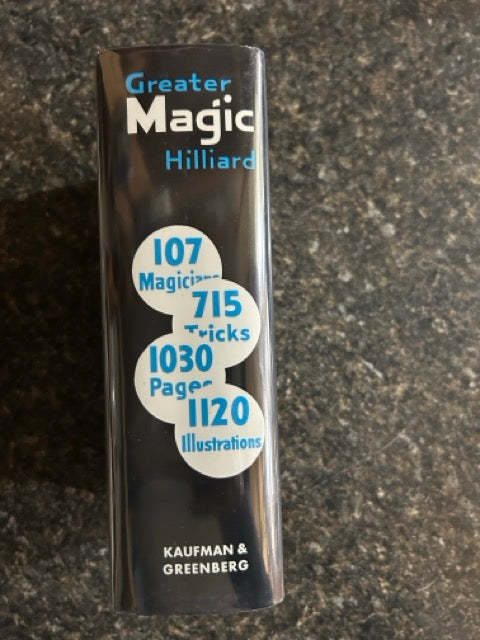 Greater
Magic
Hilliard
107
Magicians
715
Tricks
1030
Pages
1120
Illustrations
KAUFMAN &
GREENBERG